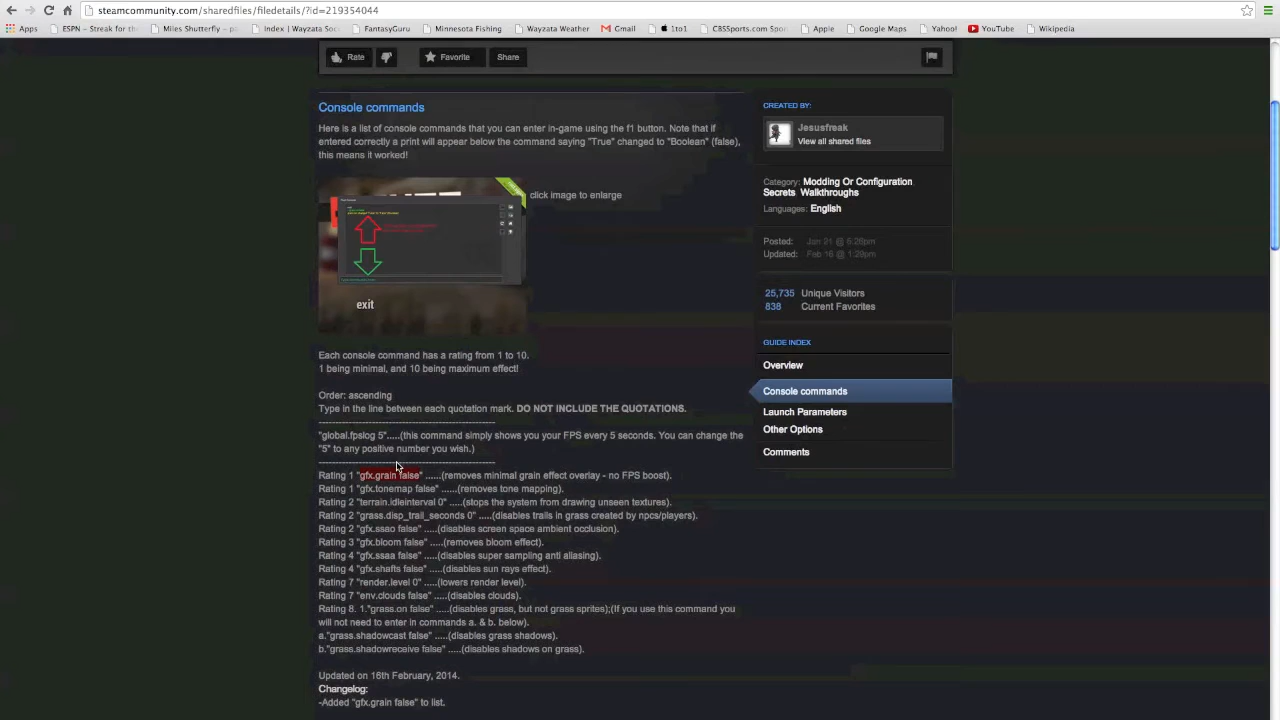 steamcommunity.com/sharedfiles/filedetails/?id=219354044
Apps ESPN – Streak for th Miles Shutterfly – p Index | Wayzata So FantasyGuru Minnesota Fishing Wayzata Weather Gmail 1to1 CBSSports.com Spo Apple Google Maps Yahoo! YouTube Wikipedia
Rate Favorite Share
Console commands
Here is a list of console commands that you can enter in-game using the f1 button. Note that if
entered correctly a print will appear below the command saying "True" changed to "Boolean" (false),
this means it worked!
click image to enlarge
exit
Each console command has a rating from 1 to 10.
1 being minimal, and 10 being maximum effect!
Order: ascending
Type in the line between each quotation mark. DO NOT INCLUDE THE QUOTATIONS.
------------------------------------------------------
"global.fpslog 5".....(this command simply shows you your FPS every 5 seconds. You can change the
"5" to any positive number you wish.)
------------------------------------------------------
Rating 1 "gfx.grain false" ......(removes minimal grain effect overlay - no FPS boost).
Rating 1 "gfx.tonemap false" ......(removes tone mapping).
Rating 2 "terrain.idleinterval 0" .....(stops the system from drawing unseen textures).
Rating 2 "grass.disp_trail_seconds 0" .....(disables trails in grass created by npcs/players).
Rating 2 "gfx.ssao false" .....(disables screen space ambient occlusion).
Rating 3 "gfx.bloom false" .....(removes bloom effect).
Rating 4 "gfx.ssaa false" .....(disables super sampling anti aliasing).
Rating 4 "gfx.shafts false" .....(disables sun rays effect).
Rating 7 "render.level 0" .....(lowers render level).
Rating 7 "env.clouds false" .....(disables clouds).
Rating 8. 1."grass.on false" .....(disables grass, but not grass sprites);(If you use this command you
will not need to enter in commands a. & b. below).
a."grass.shadowcast false" .....(disables grass shadows).
b."grass.shadowreceive false" .....(disables shadows on grass).
Updated on 16th February, 2014.
Changelog:
-Added "gfx.grain false" to list.
CREATED BY:
Jesusfreak
View all shared files
Category: Modding Or Configuration
Secrets Walkthroughs
Languages: English
Posted: Jan 21 @ 5:26pm
Updated: Feb 16 @ 1:29pm
25,735 Unique Visitors
838 Current Favorites
GUIDE INDEX
Overview
Console commands
Launch Parameters
Other Options
Comments